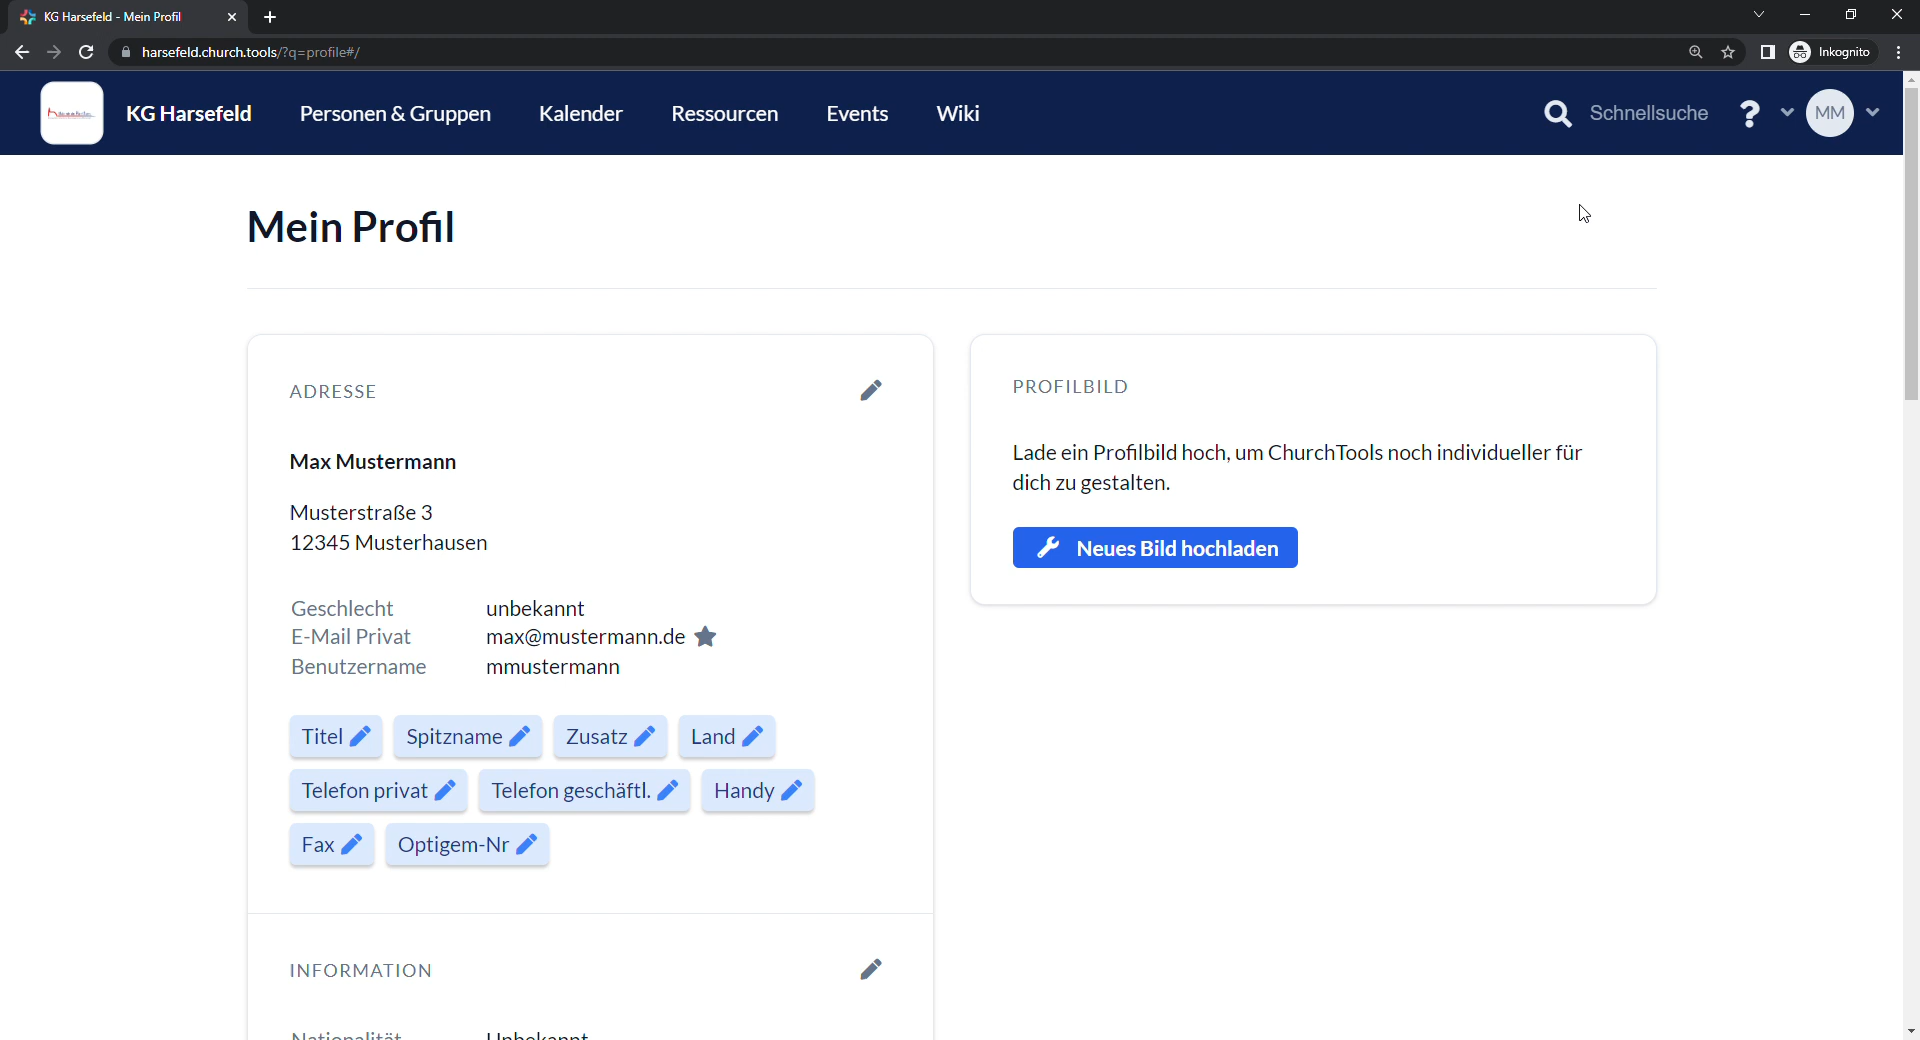 KG Harsefeld - Mein Profil
harsefeld.church.tools/?q=profile#/
Inkognito
KG Harsefeld Personen & Gruppen Kalender Ressourcen Events Wiki Schnellsuche ? MM
Mein Profil
ADRESSE
Max Mustermann
Musterstraße 3
12345 Musterhausen
Geschlecht unbekannt
E-Mail Privat max@mustermann.de
Benutzername mmustermann
Titel Spitzname Zusatz Land
Telefon privat Telefon geschäftl. Handy
Fax Optigem-Nr
INFORMATION
Nationalität Unbekannt
PROFILBILD
Lade ein Profilbild hoch, um ChurchTools noch individueller für
dich zu gestalten.
Neues Bild hochladen